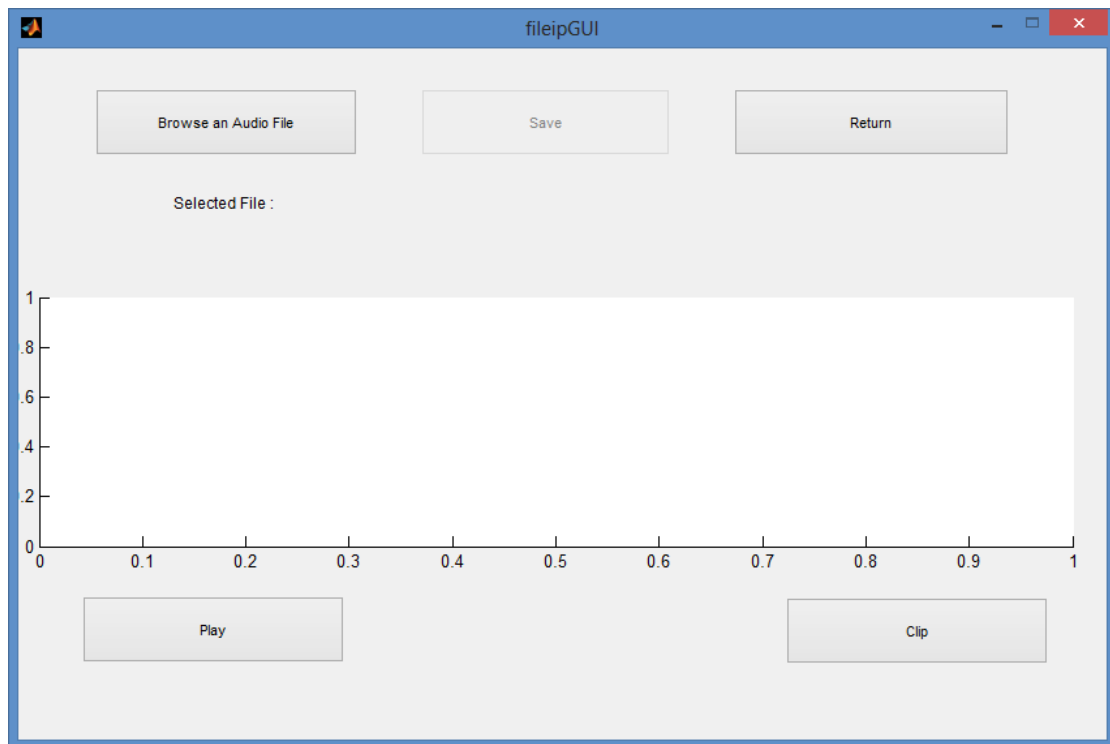 fileipGUI
Browse an Audio File Save Return
Selected File :
1
.8
.6
.4
.2
0
0 0.1 0.2 0.3 0.4 0.5 0.6 0.7 0.8 0.9 1
Play Clip